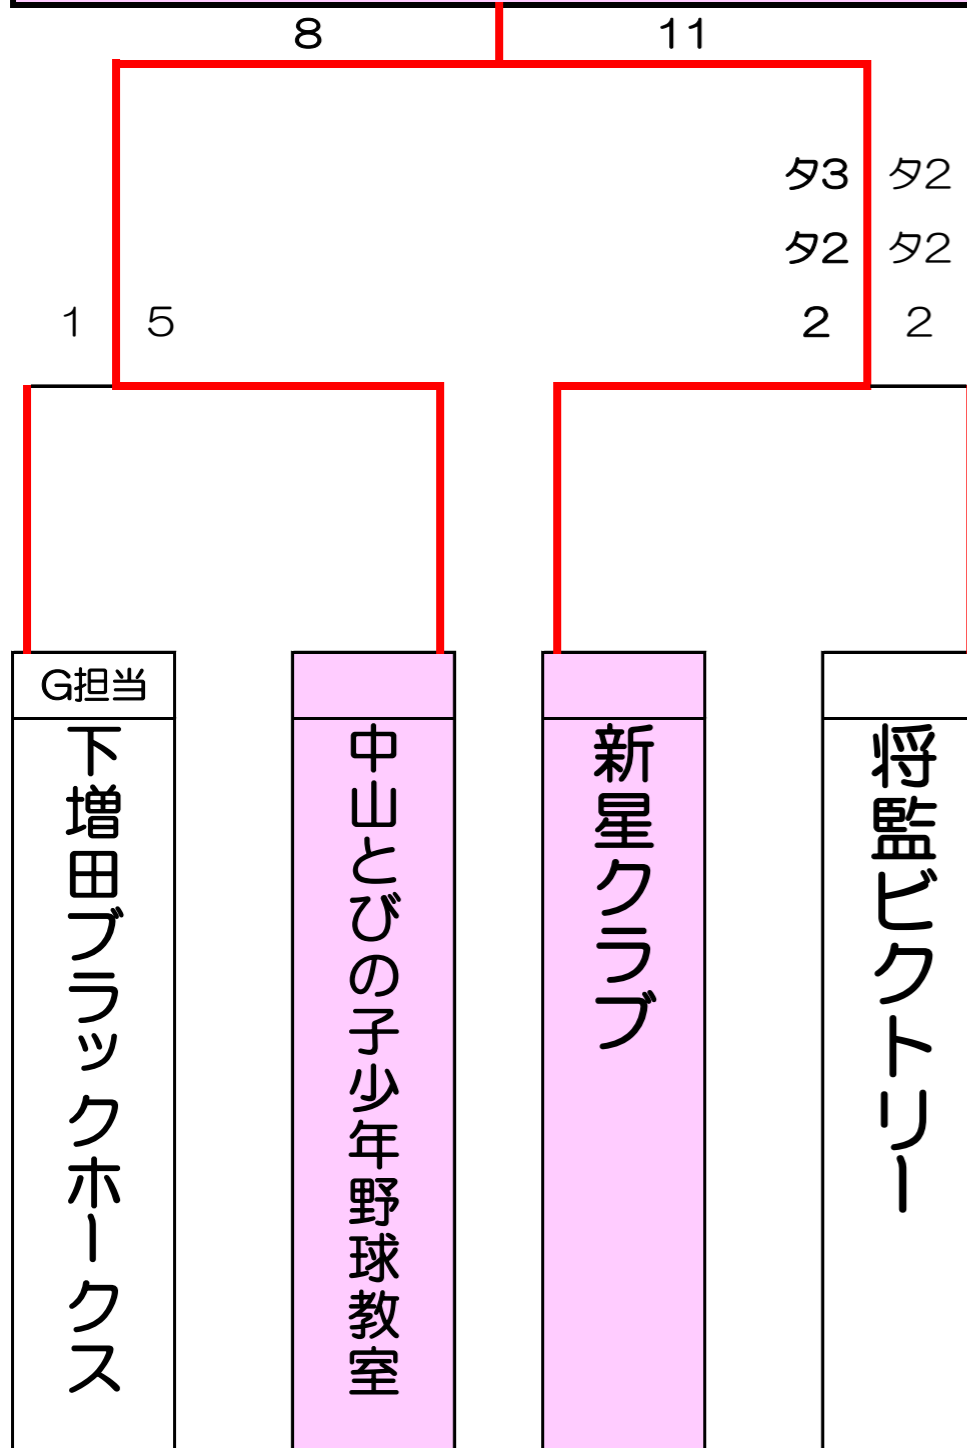 8 11
タ3 タ2
タ2 タ2
1 5 2 2
G担当
下増田ブラックホークス
中山とびの子少年野球教室
新星クラブ
将監ビクトリー